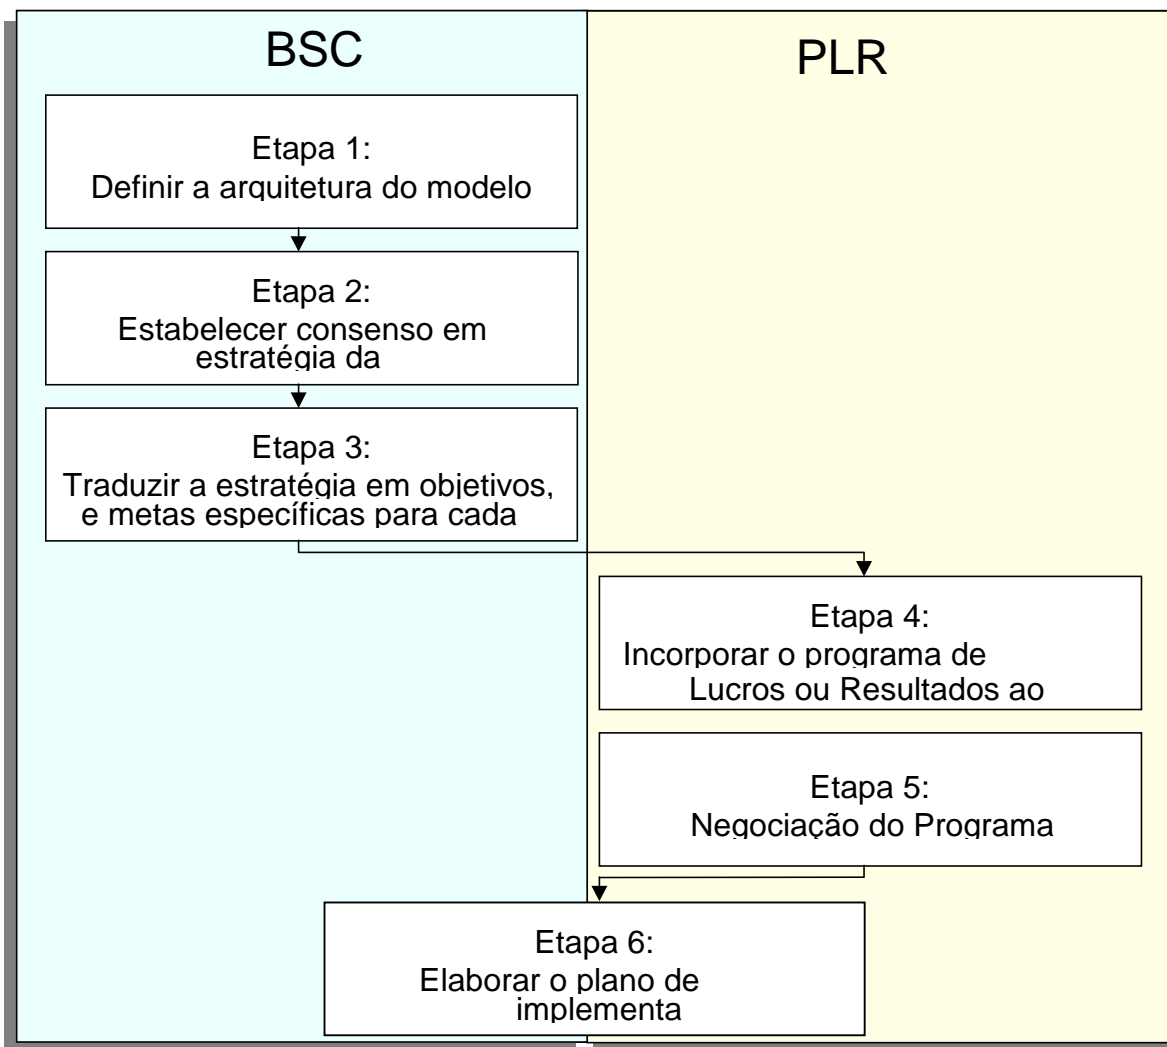 BSC
PLR
Etapa 1:
Definir a arquitetura do modelo
Etapa 2:
Estabelecer consenso em
estratégia da
Etapa 3:
Traduzir a estratégia em objetivos,
e metas específicas para cada
Etapa 4:
Incorporar o programa de
Lucros ou Resultados ao
Etapa 5:
Negociação do Programa
Etapa 6:
Elaborar o plano de
implementa